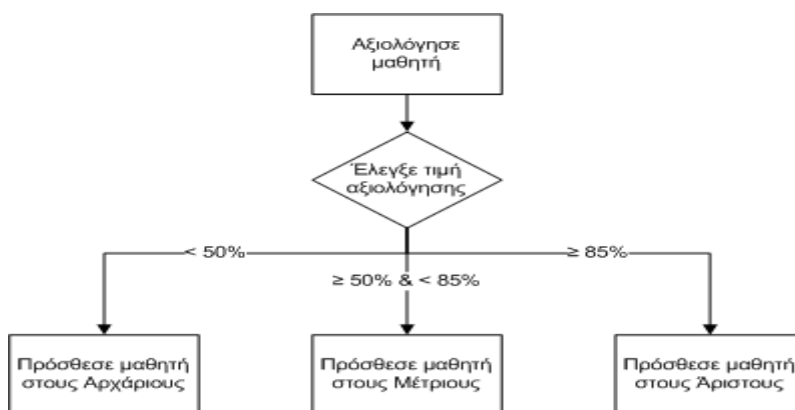 Αξιολόγησε
μαθητή
Έλεγξε τιμή
αξιολόγησης
< 50%
≥ 50% & < 85%
≥ 85%
Πρόσθεσε μαθητή
στους Αρχάριους
Πρόσθεσε μαθητή
στους Μέτριους
Πρόσθεσε μαθητή
στους Άριστους